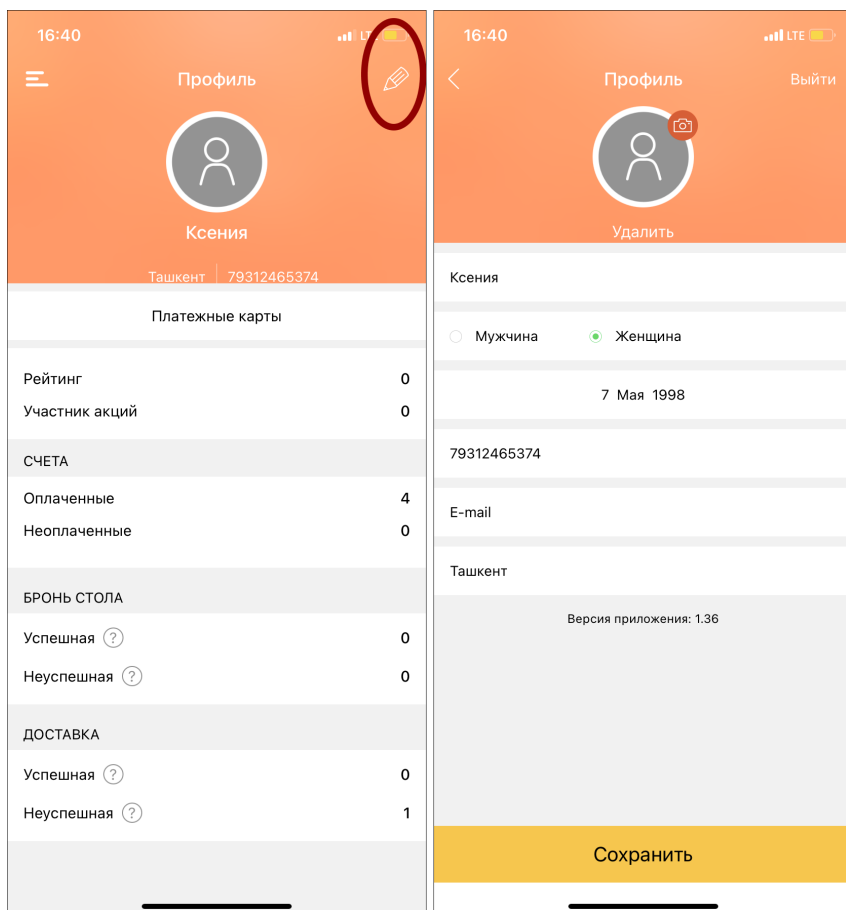 16:40
Профиль
Ксения
Ташкент 79312465374
Платежные карты
Рейтинг 0
Участник акций 0
СЧЕТА
Оплаченные 4
Неоплаченные 0
БРОНЬ СТОЛА
Успешная ? 0
Неуспешная ? 0
ДОСТАВКА
Успешная ? 0
Неуспешная ? 1
16:40 LTE
Профиль Выйти
Удалить
Ксения
Мужчина Женщина
7 Мая 1998
79312465374
E-mail
Ташкент
Версия приложения: 1.36
Сохранить